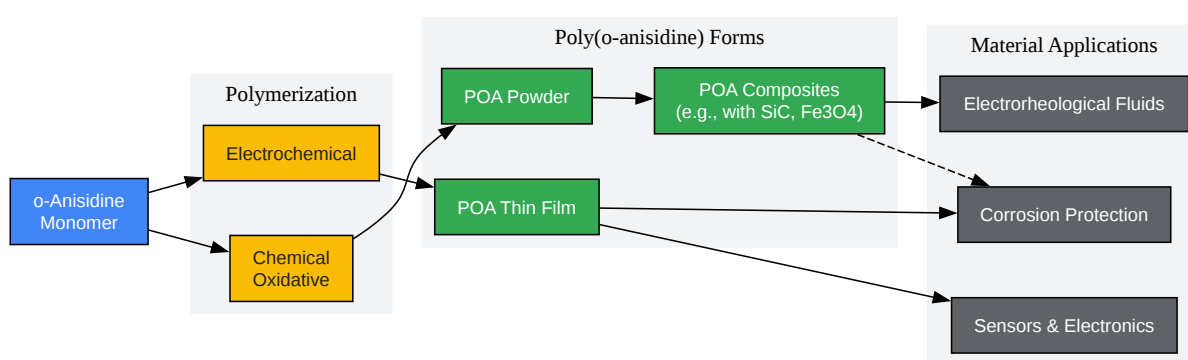 o-Anisidine
Monomer
Polymerization
Electrochemical
Chemical
Oxidative
Poly(o-anisidine) Forms
POA Powder
POA Composites
(e.g., with SiC, Fe3O4)
POA Thin Film
Material Applications
Electrorheological Fluids
Corrosion Protection
Sensors & Electronics